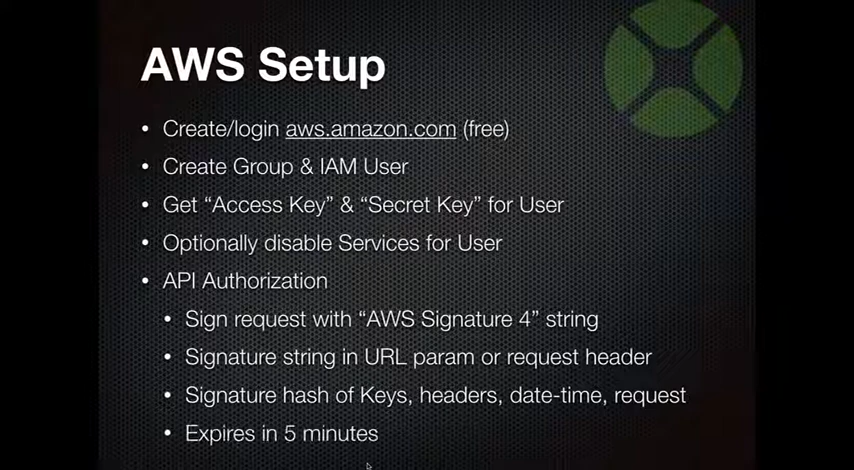 AWS Setup
• Create/login aws.amazon.com (free)
• Create Group & IAM User
• Get “Access Key” & “Secret Key” for User
• Optionally disable Services for User
• API Authorization
• Sign request with “AWS Signature 4” string
• Signature string in URL param or request header
• Signature hash of Keys, headers, date-time, request
• Expires in 5 minutes